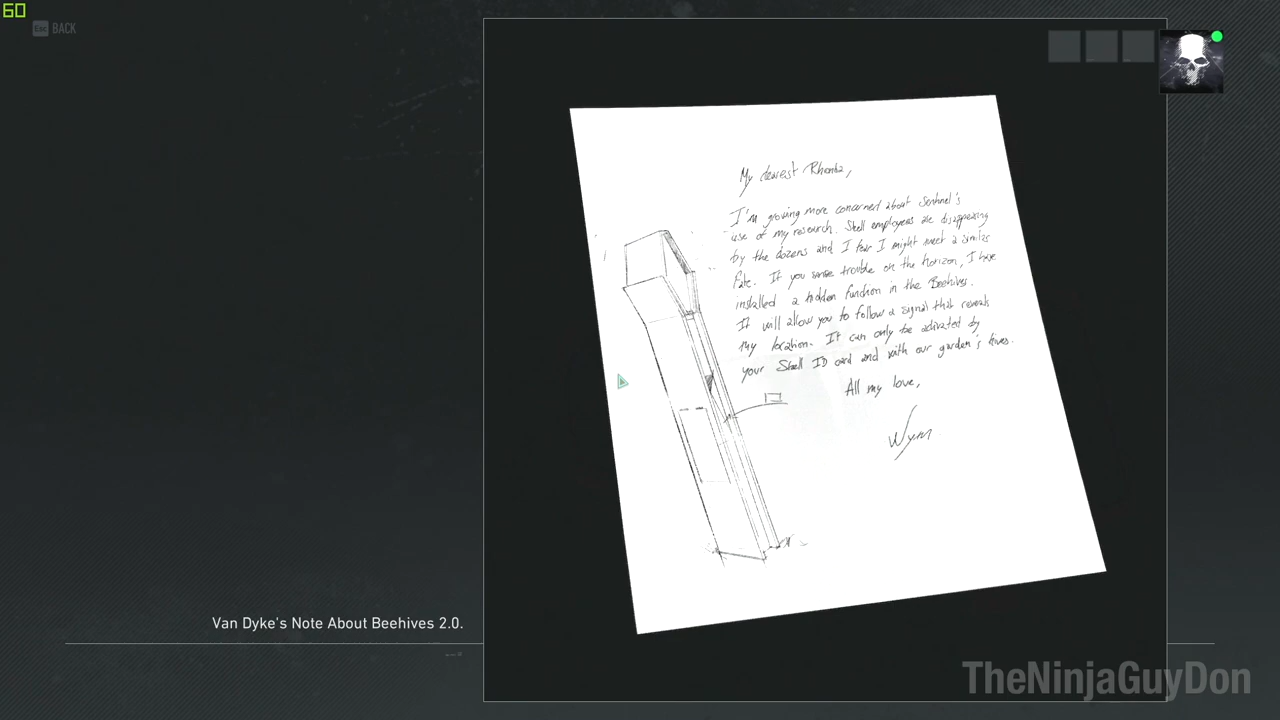 60
Esc BACK
My dearest Rhonda,
I'm growing more concerned about Sentinel's
use of my research. Skell employees are disappearing
by the dozens and I fear I might meet a similar
fate. If you sense trouble on the horizon, I have
installed a hidden function in the Beehives.
It will allow you to follow a signal that reveals
my location. It can only be activated by
your Skell ID card and with our garden's hives.
All my love,
Wyen
Van Dyke's Note About Beehives 2.0.
TheNinjaGuyDon